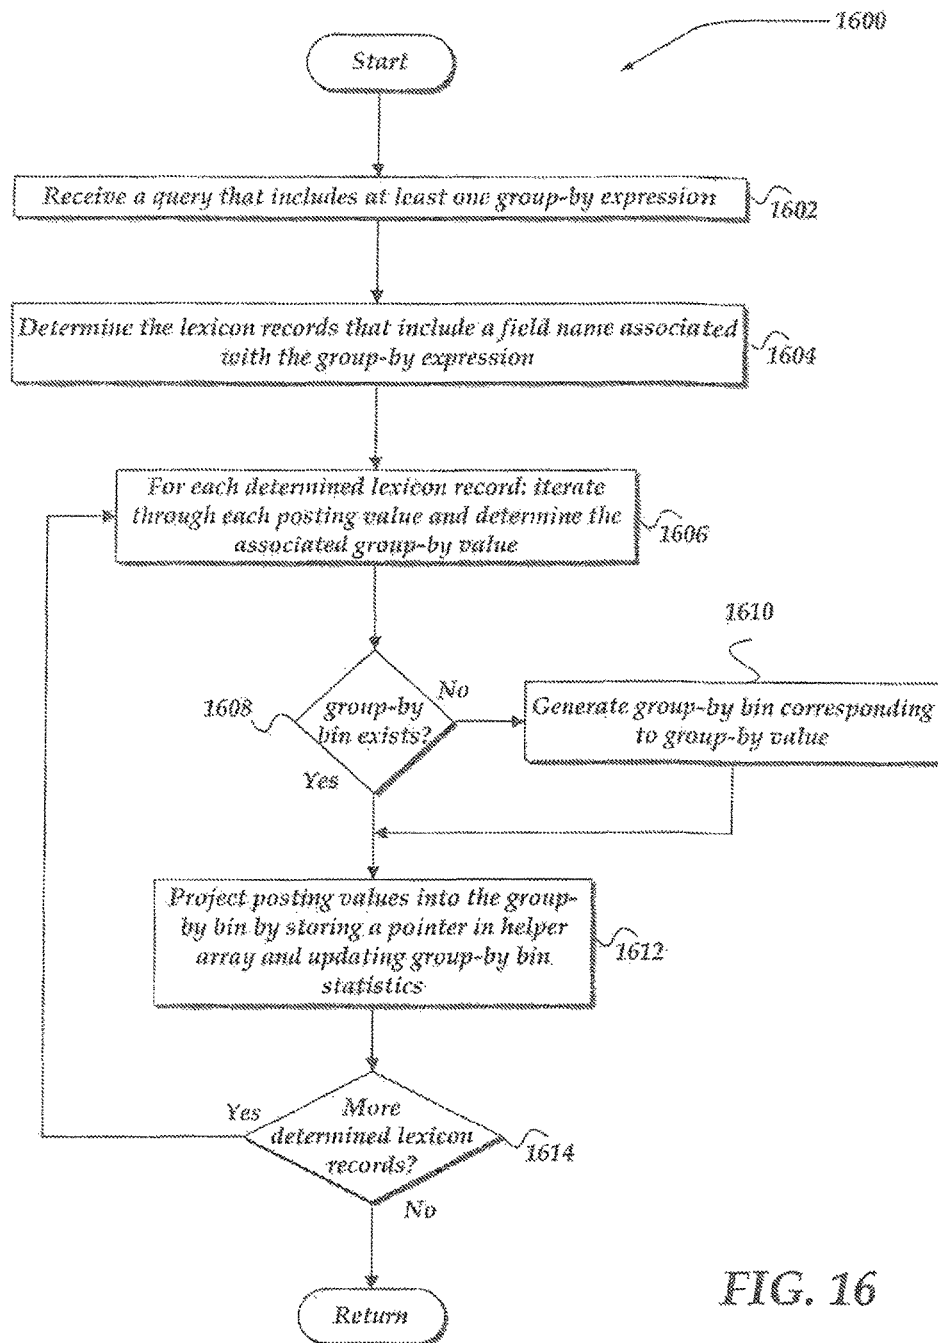 1600
Start
Receive a query that includes at least one group-by expression
1602
Determine the lexicon records that include a field name associated
with the group-by expression
1604
For each determined lexicon record: iterate
through each posting value and determine the
associated group-by value
1606
1610
1608
group-by
bin exists?
No
Yes
Generate group-by bin corresponding
to group-by value
Project posting values into the group-
by bin by storing a pointer in helper
array and updating group-by bin
statistics
1612
Yes
More
determined lexicon
records?
1614
No
Return
FIG. 16